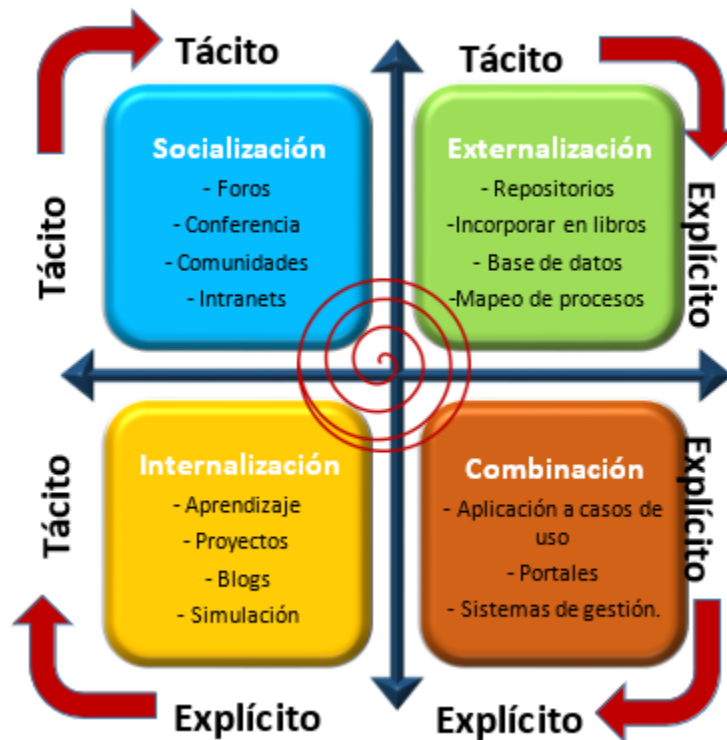 Tácito
Tácito
Tácito
Socialización
- Foros
- Conferencia
- Comunidades
- Intranets
Externalización
- Repositorios
-Incorporar en libros
- Base de datos
-Mapeo de procesos
Explícito
Tácito
Internalización
- Aprendizaje
- Proyectos
- Blogs
- Simulación
Combinación
- Aplicación a casos de
uso
- Portales
- Sistemas de gestión.
Explícito
Explícito
Explícito